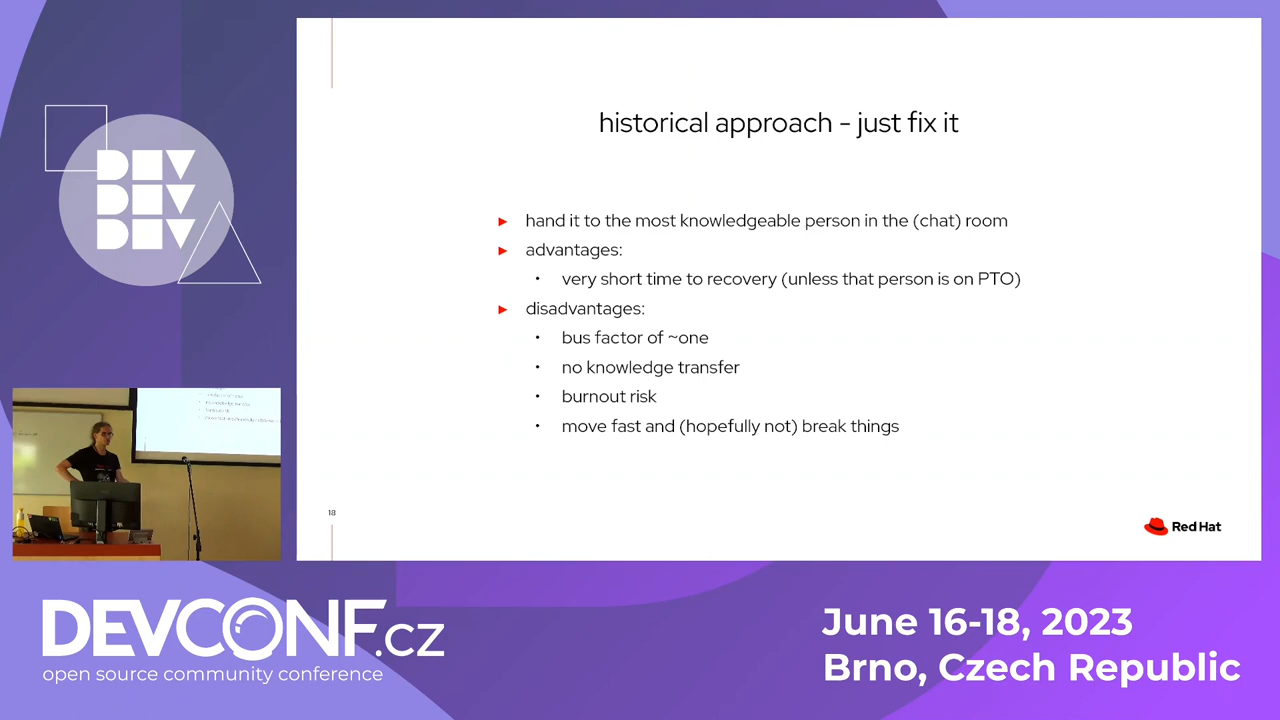 DEV
DEV
DEV
historical approach - just fix it
► hand it to the most knowledgeable person in the (chat) room
► advantages:
• very short time to recovery (unless that person is on PTO)
► disadvantages:
• bus factor of ~one
• no knowledge transfer
• burnout risk
• move fast and (hopefully not) break things
18
Red Hat
DEVCONF.cz
open source community conference
June 16-18, 2023
Brno, Czech Republic